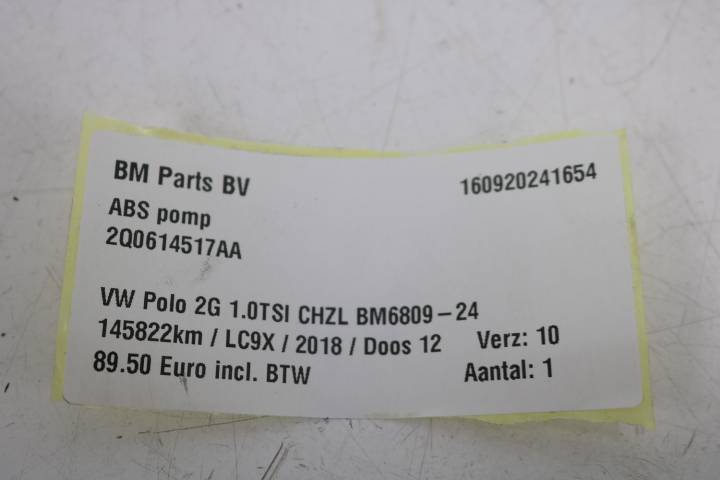 BM Parts BV 160920241654
ABS pomp
2Q0614517AA
VW Polo 2G 1.0TSI CHZL BM6809-24
145822km / LC9X / 2018 / Doos 12 Verz: 10
89.50 Euro incl. BTW Aantal: 1